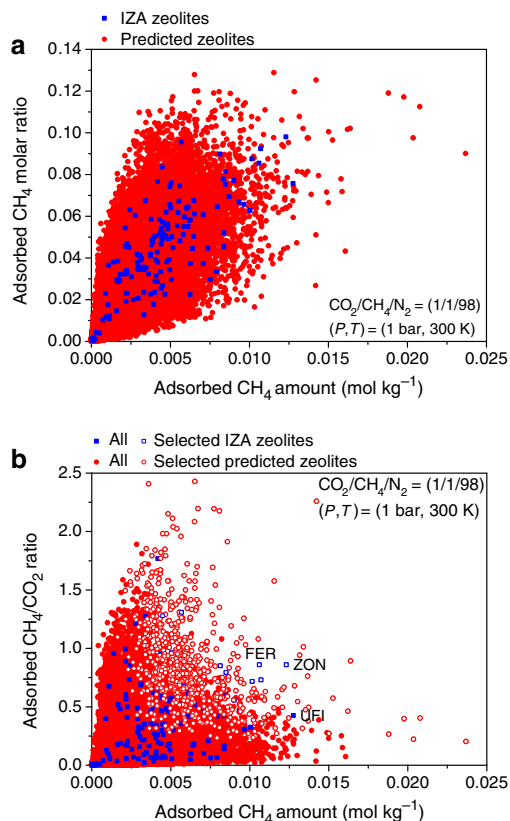 IZA zeolites
a
Predicted zeolites
0.14
0.12
0.10
0.08
0.06
0.04
0.02
0.00
Adsorbed CH₄ molar ratio
CO₂/CH₄/N₂ = (1/1/98)
(P,T) = (1 bar, 300 K)
0.000 0.005 0.010 0.015 0.020 0.025
Adsorbed CH₄ amount (mol kg⁻¹)
All Selected IZA zeolites
b
All Selected predicted zeolites
2.5
2.0
1.5
1.0
0.5
0.0
Adsorbed CH₄/CO₂ ratio
CO₂/CH₄/N₂ = (1/1/98)
(P,T) = (1 bar, 300 K)
FER
ZON
UFI
0.000 0.005 0.010 0.015 0.020 0.025
Adsorbed CH₄ amount (mol kg⁻¹)